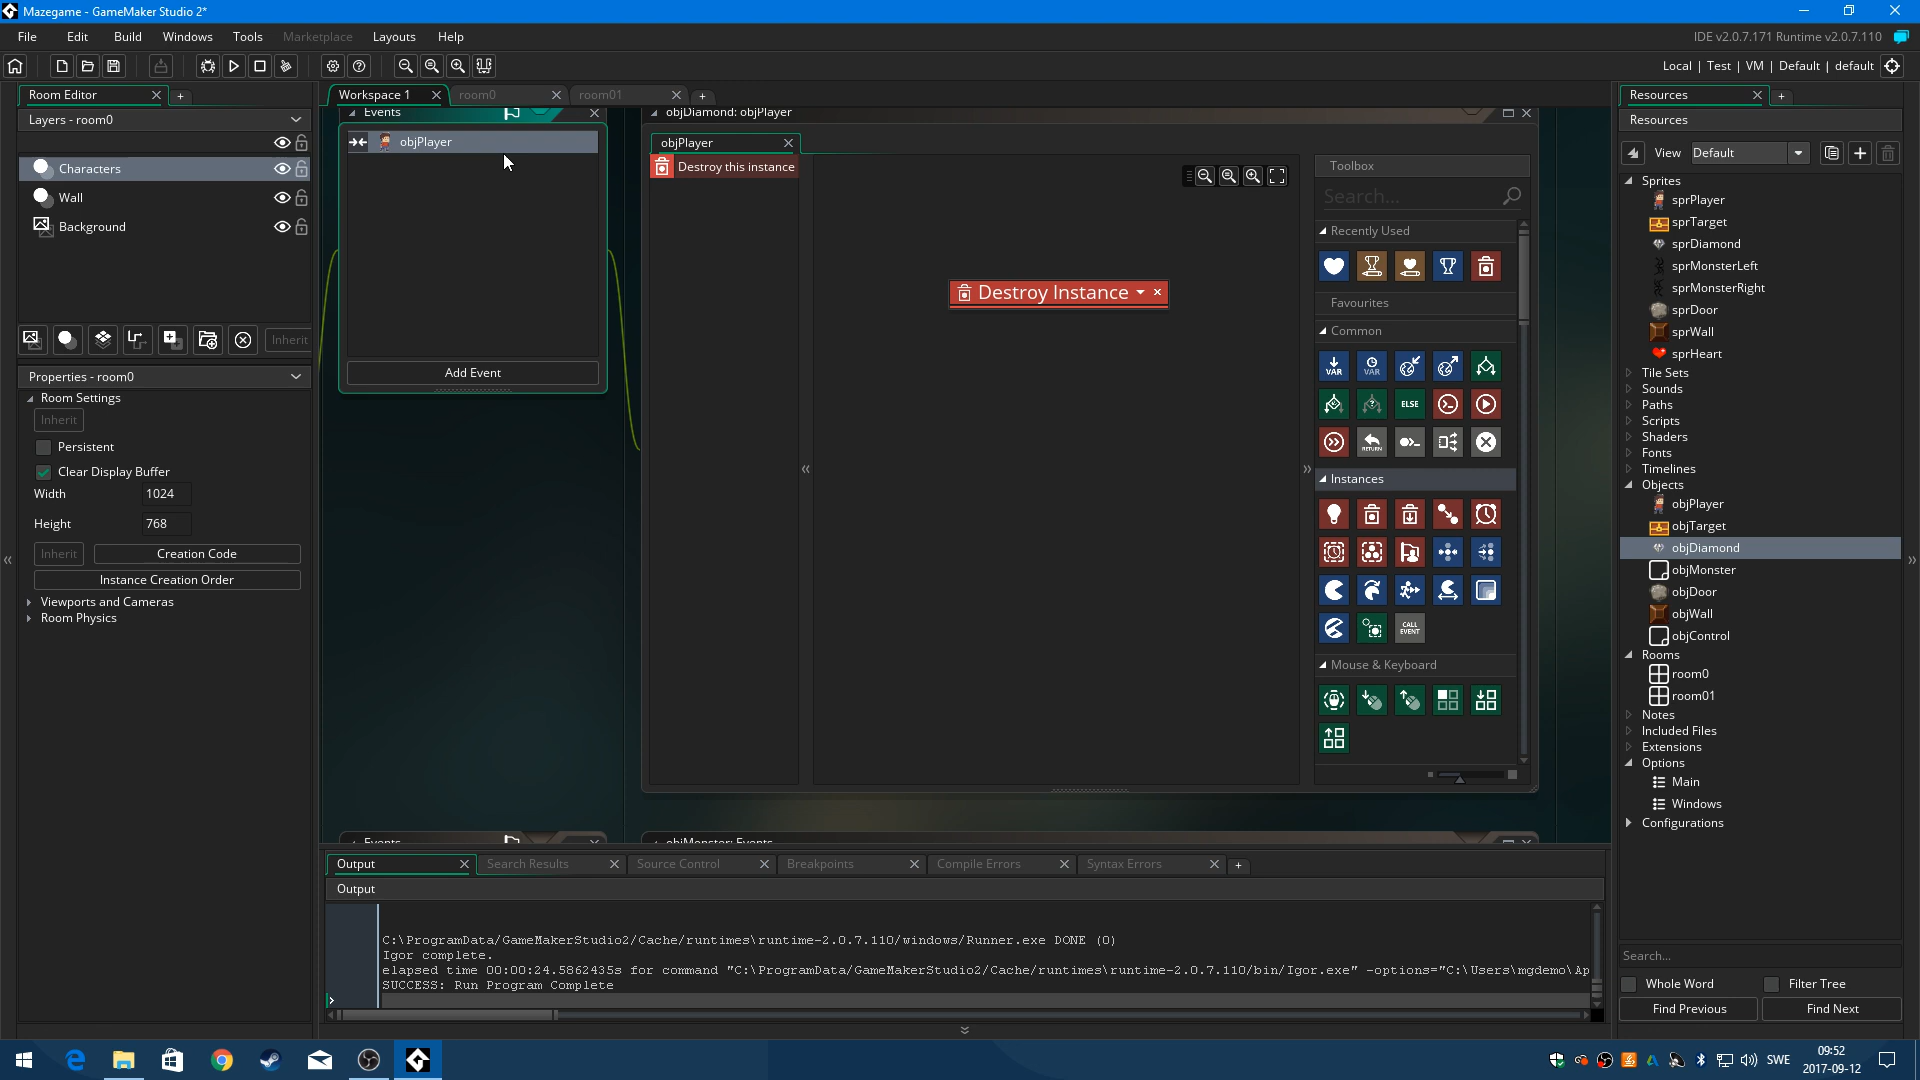 Mazegame - GameMaker Studio 2*
File Edit Build Windows Tools Marketplace Layouts Help
IDE v2.0.7.171 Runtime v2.0.7.110
Local | Test | VM | Default | default
Room Editor
Layers - room0
Characters
Wall
Background
Inherit
Properties - room0
Room Settings
Inherit
Persistent
Clear Display Buffer
Width 1024
Height 768
Inherit Creation Code
Instance Creation Order
Viewports and Cameras
Room Physics
Workspace 1 room0 room01
Events
objPlayer
Add Event
objDiamond: objPlayer
objPlayer
Destroy this instance
Destroy Instance
Toolbox
Search...
Recently Used
Favourites
Common
VAR VAR
ELSE
RETURN
Instances
CALL EVENT
Mouse & Keyboard
Events
objMonster: Events
Output Search Results Source Control Breakpoints Compile Errors Syntax Errors
Output
C:\ProgramData/GameMakerStudio2/Cache/runtimes\runtime-2.0.7.110/windows/Runner.exe DONE (0)
Igor complete.
elapsed time 00:00:24.5862435s for command "C:\ProgramData/GameMakerStudio2/Cache/runtimes\runtime-2.0.7.110/bin/Igor.exe" -options="C:\Users\mgdemo\Ap
SUCCESS: Run Program Complete
Resources
Resources
View Default
Sprites
sprPlayer
sprTarget
sprDiamond
sprMonsterLeft
sprMonsterRight
sprDoor
sprWall
sprHeart
Tile Sets
Sounds
Paths
Scripts
Shaders
Fonts
Timelines
Objects
objPlayer
objTarget
objDiamond
objMonster
objDoor
objWall
objControl
Rooms
room0
room01
Notes
Included Files
Extensions
Options
Main
Windows
Configurations
Search...
Whole Word Filter Tree
Find Previous Find Next
SWE
09:52
2017-09-12